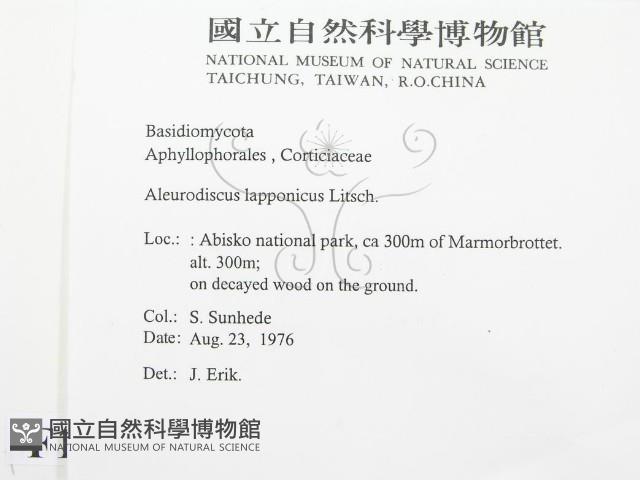 國立自然科學博物館
NATIONAL MUSEUM OF NATURAL SCIENCE
TAICHUNG, TAIWAN, R.O.CHINA
Basidiomycota
Aphyllophorales , Corticiaceae
Aleurodiscus lapponicus Litsch.
Loc.: : Abisko national park, ca 300m of Marmorbrottet.
alt. 300m;
on decayed wood on the ground.
Col.: S. Sunhede
Date: Aug. 23, 1976
Det.: J. Erik.
國立自然科學博物館
NATIONAL MUSEUM OF NATURAL SCIENCE